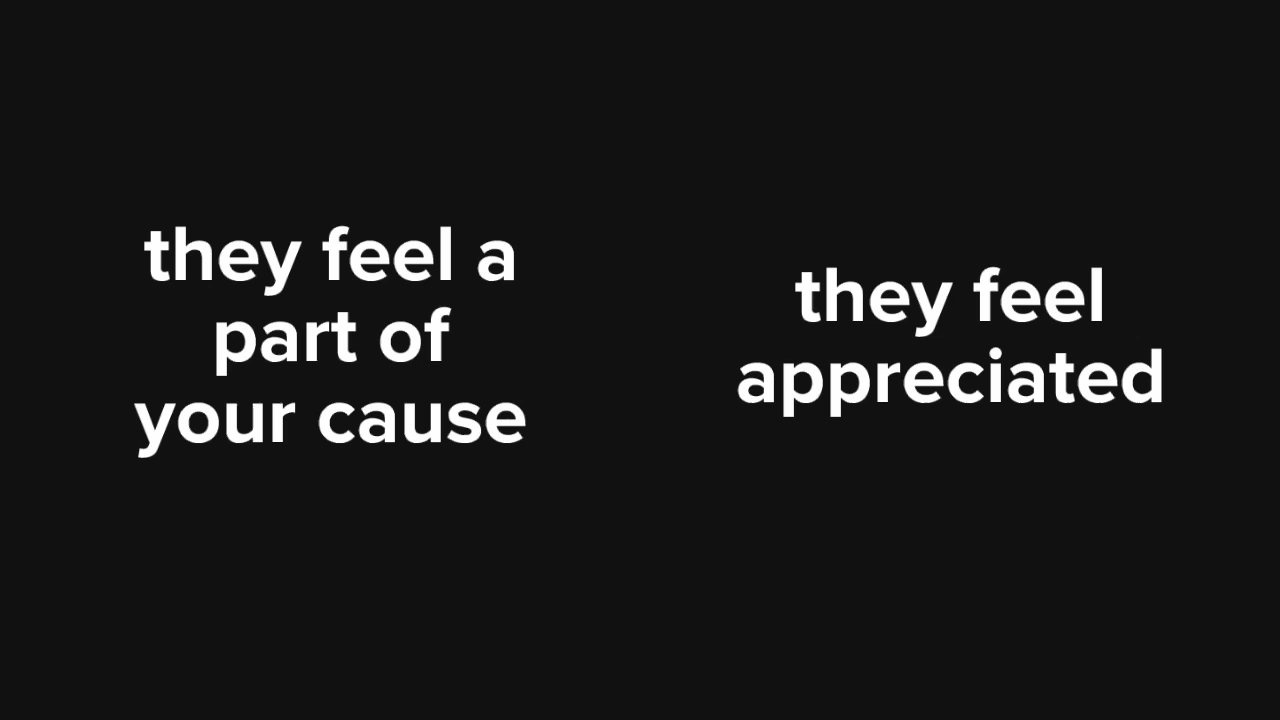 they feel a
part of
your cause
they feel
appreciated